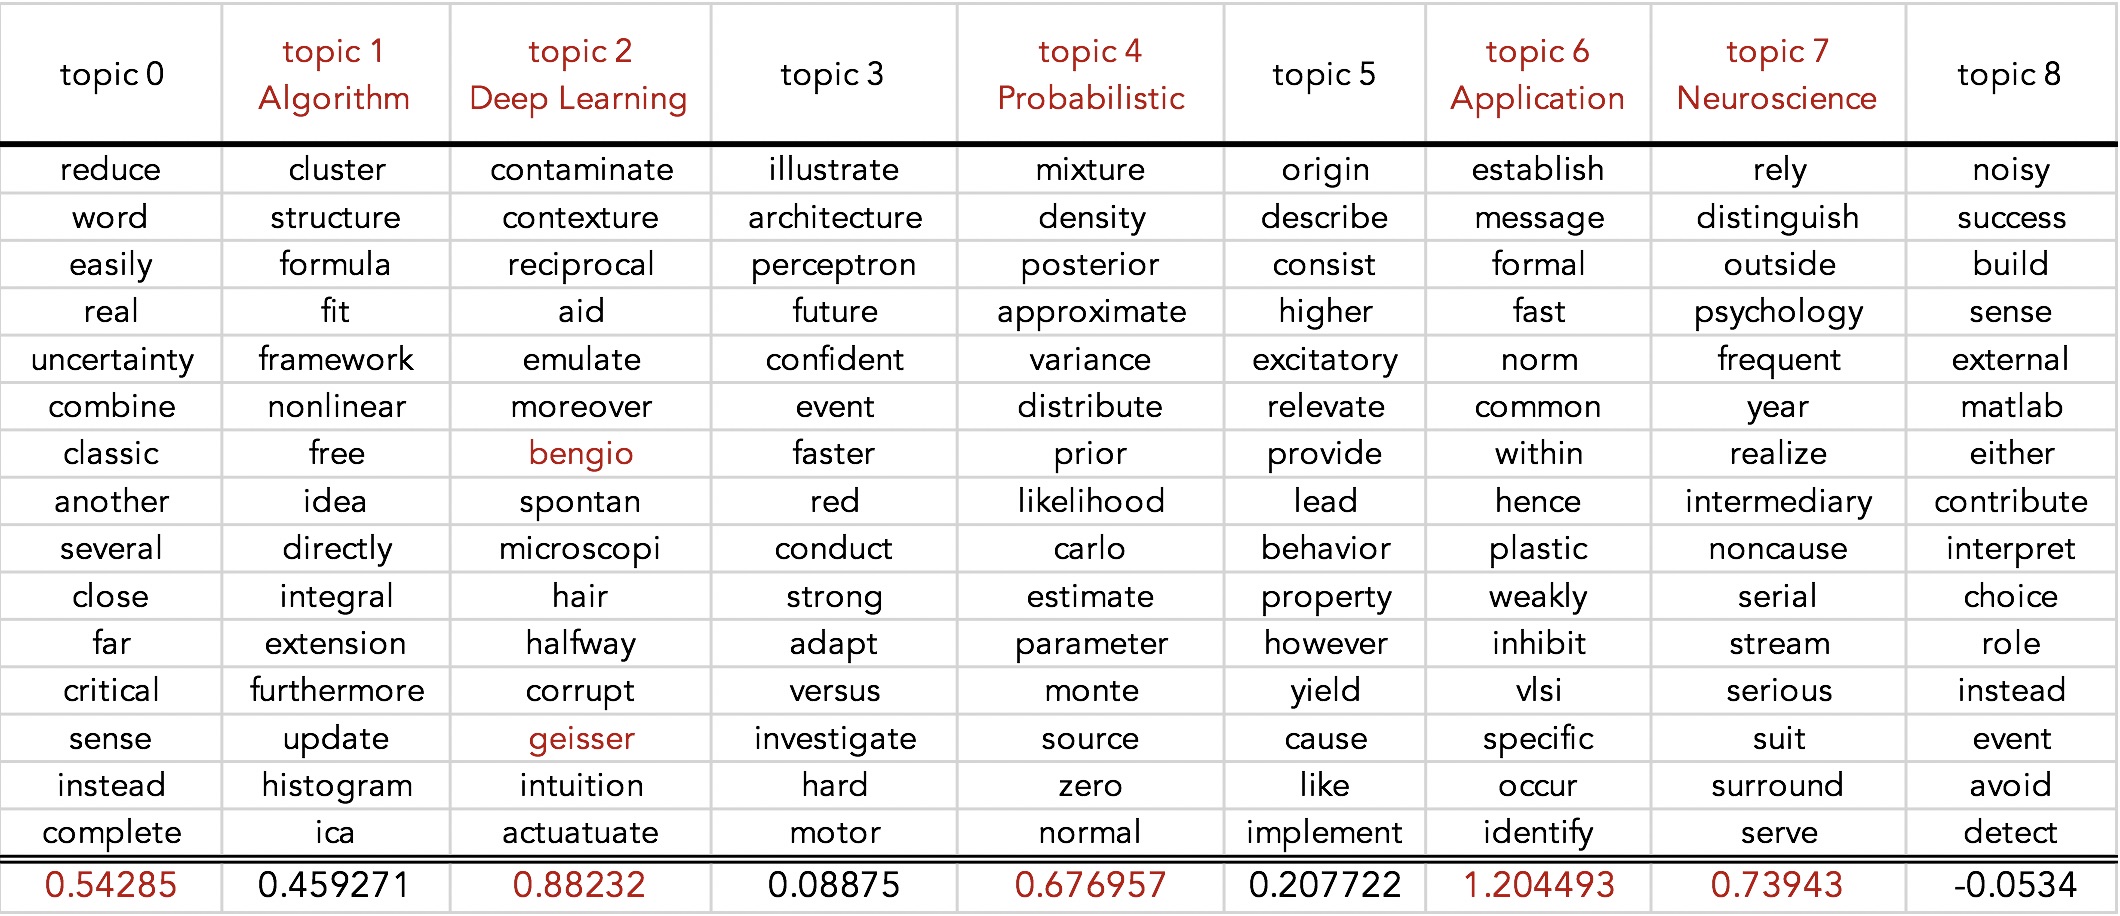 topic 0 topic 1 Algorithm topic 2 Deep Learning topic 3 topic 4 Probabilistic topic 5 topic 6 Application topic 7 Neuroscience topic 8
reduce cluster contaminate illustrate mixture origin establish rely noisy
word structure contexture architecture density describe message distinguish success
easily formula reciprocal perceptron posterior consist formal outside build
real fit aid future approximate higher fast psychology sense
uncertainty framework emulate confident variance excitatory norm frequent external
combine nonlinear moreover event distribute relevate common year matlab
classic free bengio faster prior provide within realize either
another idea spontan red likelihood lead hence intermediary contribute
several directly microscopi conduct carlo behavior plastic noncause interpret
close integral hair strong estimate property weakly serial choice
far extension halfway adapt parameter however inhibit stream role
critical furthermore corrupt versus monte yield vlsi serious instead
sense update geisser investigate source cause specific suit event
instead histogram intuition hard zero like occur surround avoid
complete ica actuatuate motor normal implement identify serve detect
0.54285 0.459271 0.88232 0.08875 0.676957 0.207722 1.204493 0.73943 -0.0534